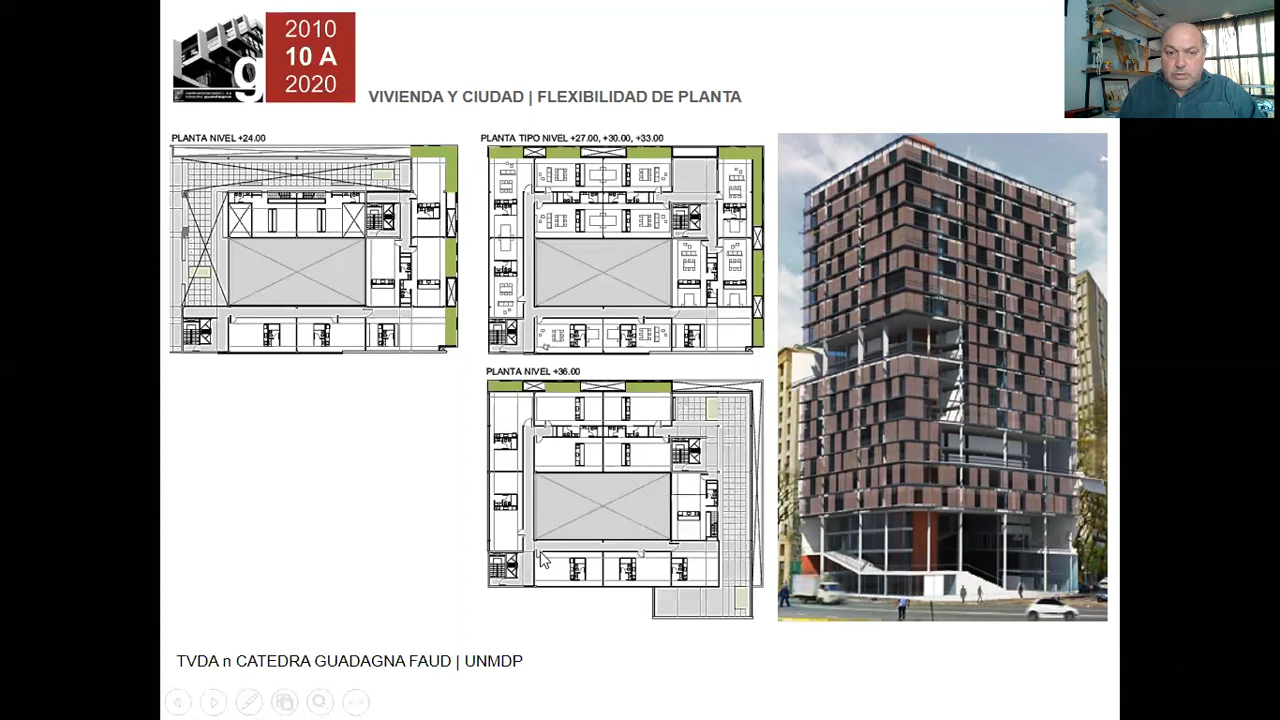 2010
10 A
2020
g
VIVIENDA Y CIUDAD | FLEXIBILIDAD DE PLANTA
PLANTA NIVEL +24.00
PLANTA TIPO NIVEL +27.00, +30.00, +33.00
PLANTA NIVEL +36.00
TVDA n CATEDRA GUADAGNA FAUD | UNMDP